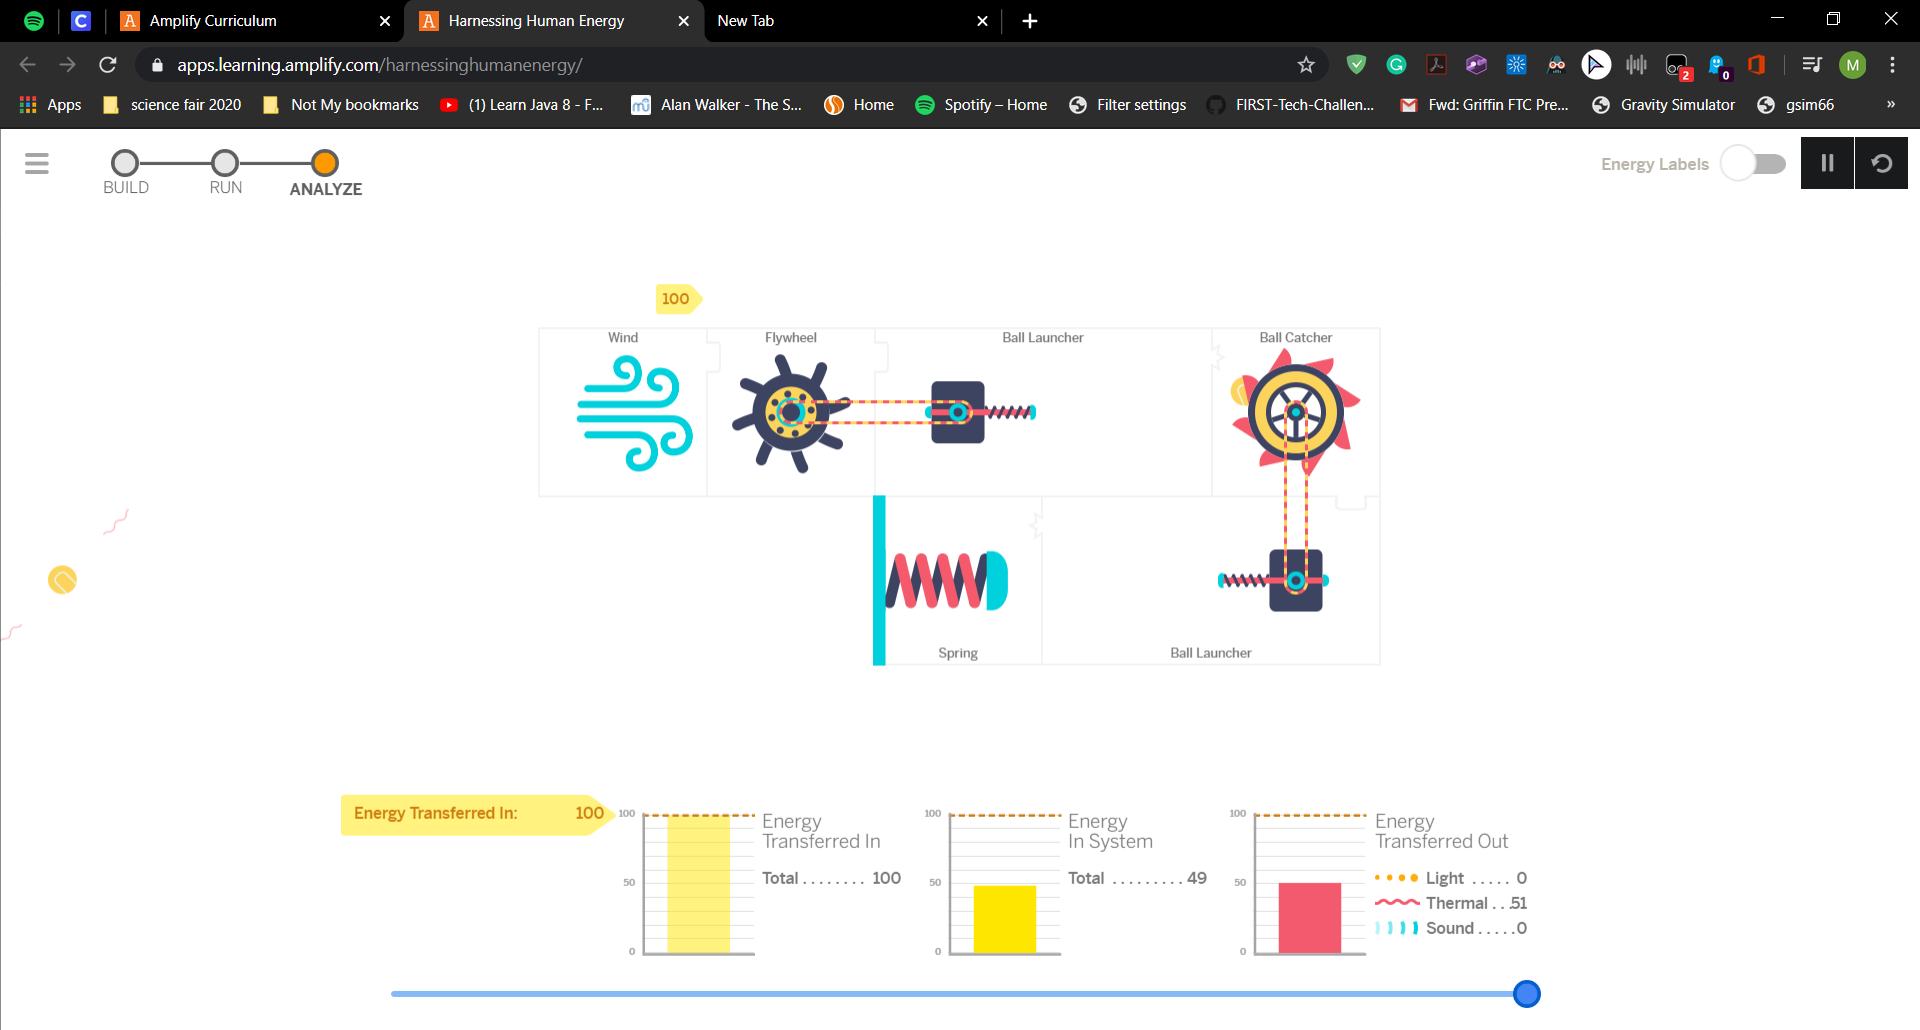 Amplify Curriculum
Harnessing Human Energy
New Tab
apps.learning.amplify.com/harnessinghumanenergy/
2
0
M
Apps
science fair 2020
Not My bookmarks
(1) Learn Java 8 - F...
Alan Walker - The S...
Home
Spotify – Home
Filter settings
FIRST-Tech-Challen...
Fwd: Griffin FTC Pre...
Gravity Simulator
gsim66
»
BUILD
RUN
ANALYZE
Energy Labels
100
Wind
Flywheel
Ball Launcher
Ball Catcher
Spring
Ball Launcher
Energy Transferred In: 100
100
50
0
Energy
Transferred In
Total ........ 100
100
50
0
Energy
In System
Total ......... 49
100
50
0
Energy
Transferred Out
Light ..... 0
Thermal ..51
Sound .....0